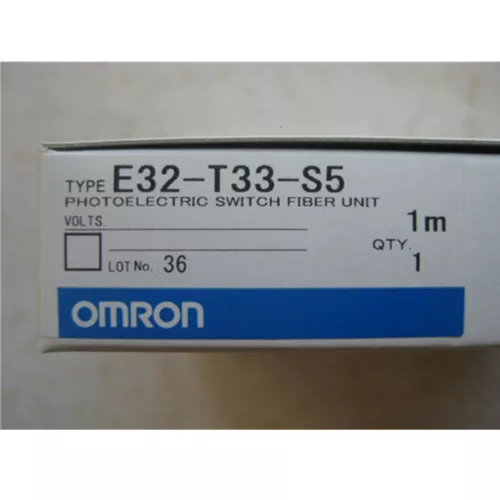 TYPE E32-T33-S5
PHOTOELECTRIC SWITCH FIBER UNIT
VOLTS. 1m
QTY.
LOT No. 36 1
OMRON